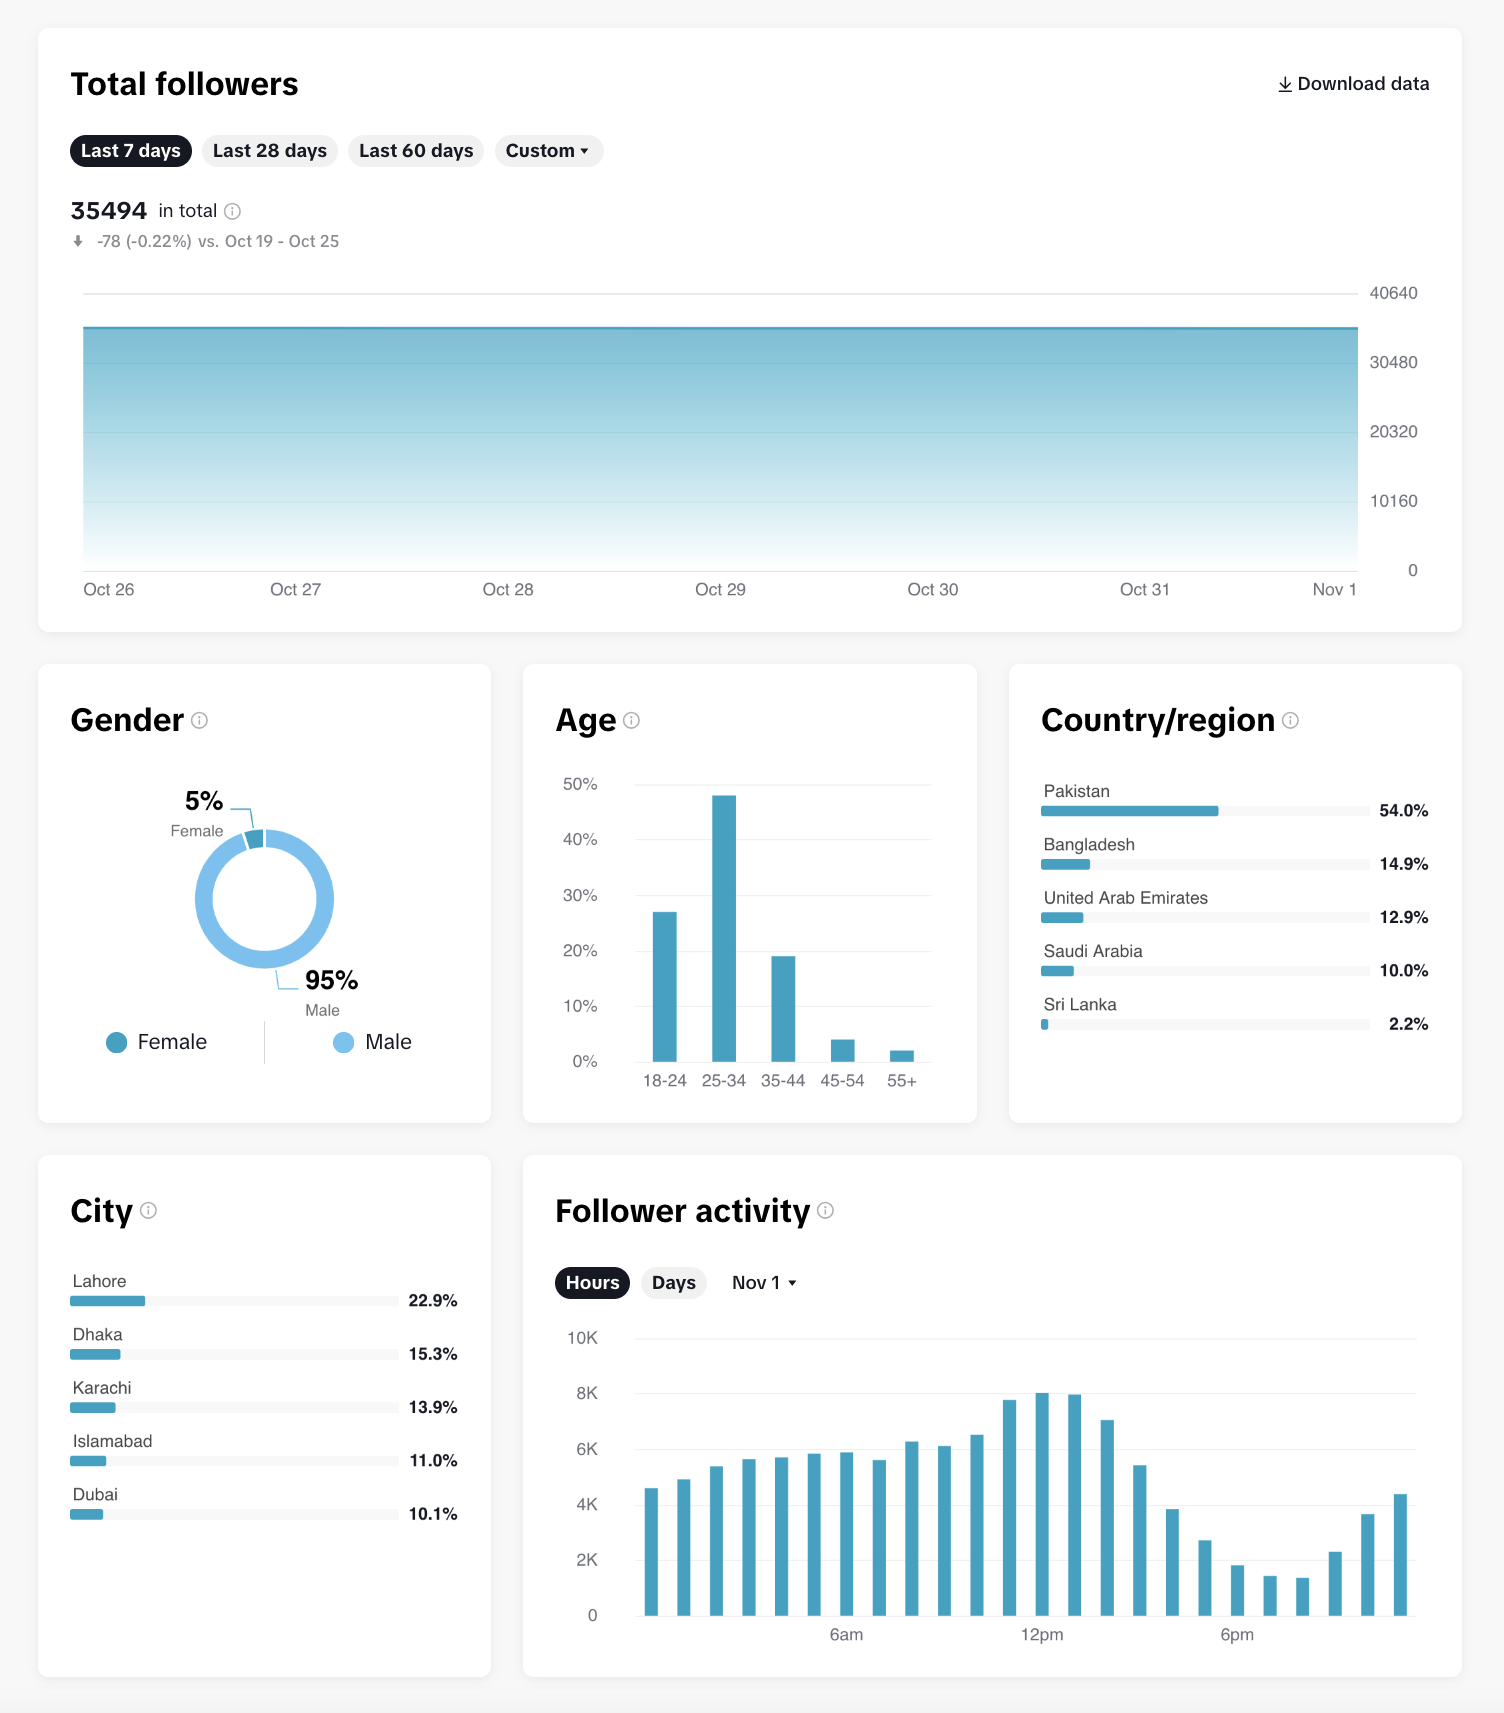 Total followers
Download data
Last 7 days Last 28 days Last 60 days Custom
35494 in total
-78 (-0.22%) vs. Oct 19 - Oct 25
40640
30480
20320
10160
0
Oct 26 Oct 27 Oct 28 Oct 29 Oct 30 Oct 31 Nov 1
Gender
5%
Female
95%
Male
Female Male
Age
50%
40%
30%
20%
10%
0%
18-24 25-34 35-44 45-54 55+
Country/region
Pakistan
54.0%
Bangladesh
14.9%
United Arab Emirates
12.9%
Saudi Arabia
10.0%
Sri Lanka
2.2%
City
Lahore
22.9%
Dhaka
15.3%
Karachi
13.9%
Islamabad
11.0%
Dubai
10.1%
Follower activity
Hours Days Nov 1
10K
8K
6K
4K
2K
0
6am 12pm 6pm